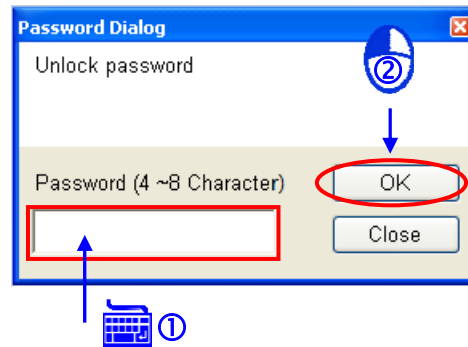 Password Dialog
Unlock password
②
Password (4 ~8 Character)
OK
Close
①